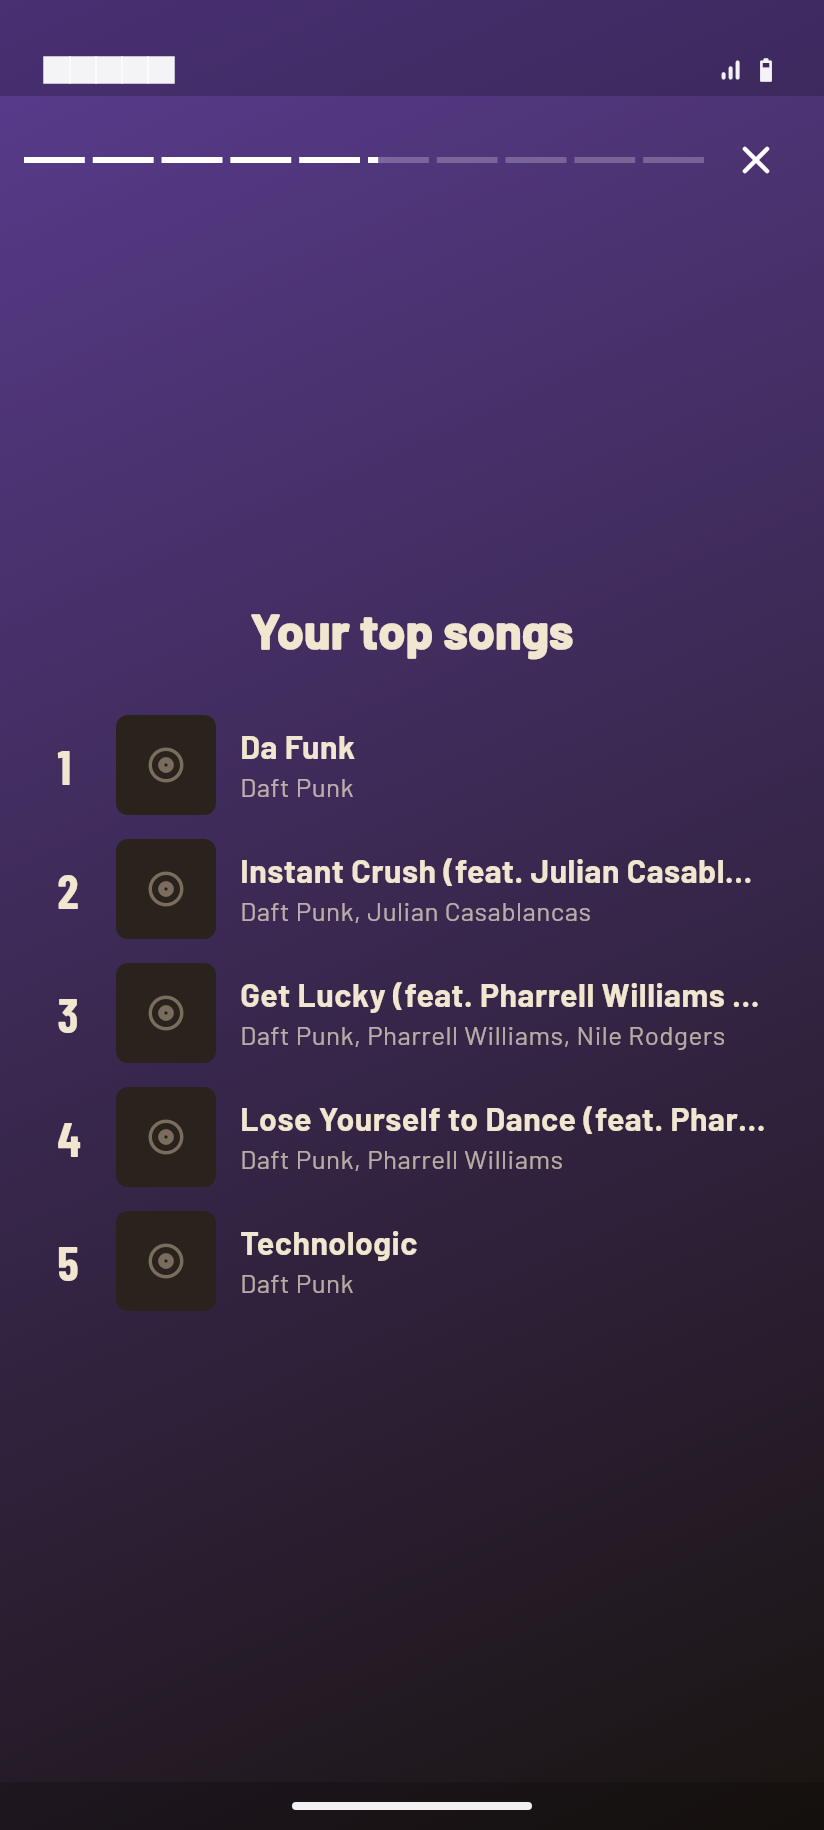 Your top songs
1
Da Funk
Daft Punk
2
Instant Crush (feat. Julian Casabl...
Daft Punk, Julian Casablancas
3
Get Lucky (feat. Pharrell Williams ...
Daft Punk, Pharrell Williams, Nile Rodgers
4
Lose Yourself to Dance (feat. Phar...
Daft Punk, Pharrell Williams
5
Technologic
Daft Punk